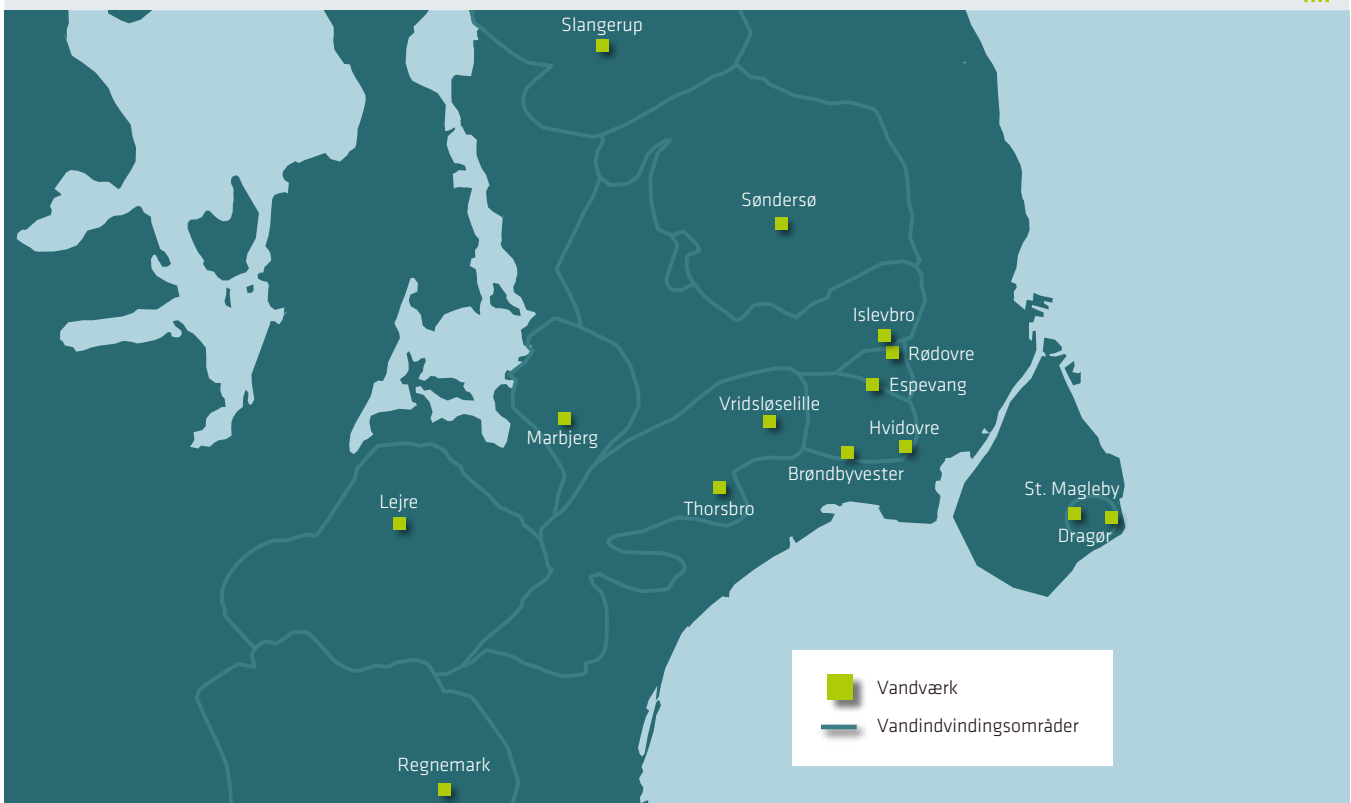 Slangerup
Søndersø
Islevbro
Rødovre
Espevang
Vridsløselille
Hvidovre
Marbjerg
Brøndbyvester
Lejre
Thorsbro
St. Magleby
Dragør
Vandværk
Vandindvindingsområder
Regnemark